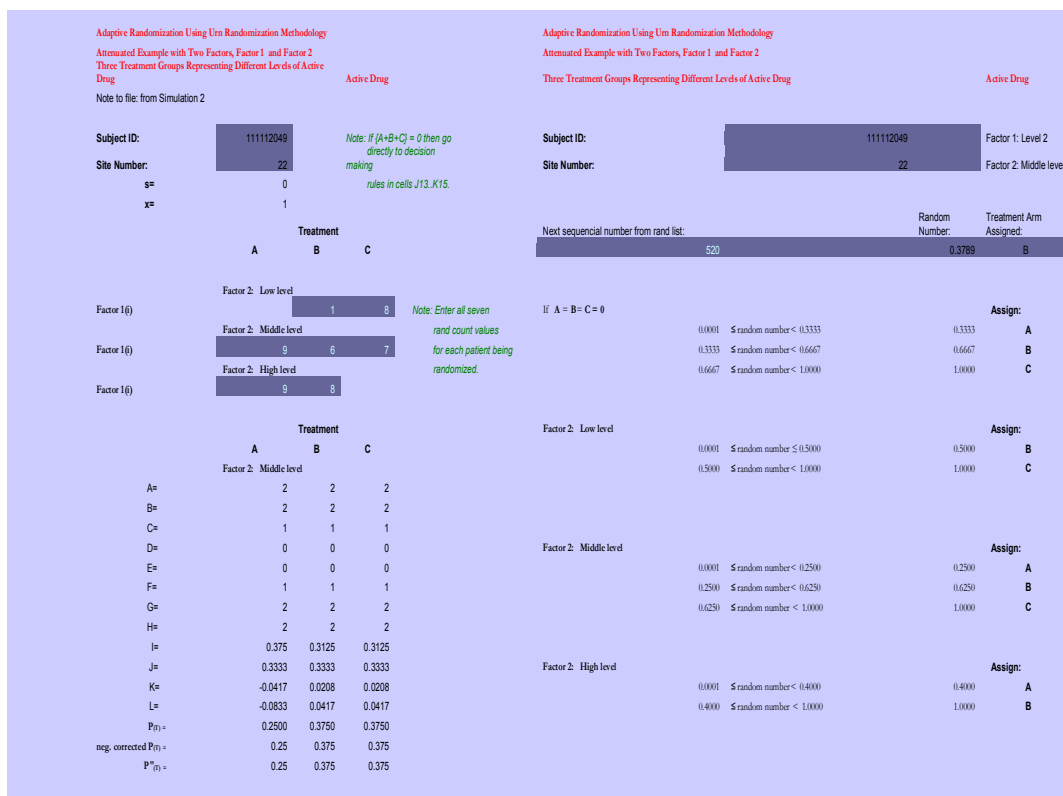 Adaptive Randomization Using Urn Randomization Methodology
Attenuated Example with Two Factors, Factor 1 and Factor 2
Three Treatment Groups Representing Different Levels of Active
Drug
Active Drug
Note to file: from Simulation 2
Subject ID: 111112049
Note: If {A+B+C} = 0 then go
directly to decision
Site Number: 22
making
s= 0
rules in cells J13..K15.
x= 1
Treatment
A B C
Factor 2: Low level
Factor 1(i) 1 8
Note: Enter all seven
Factor 2: Middle level
rand count values
Factor 1(i) 9 6 7
for each patient being
Factor 2: High level
randomized.
Factor 1(i) 9 8
Treatment
A B C
Factor 2: Middle level
A= 2 2 2
B= 2 2 2
C= 1 1 1
D= 0 0 0
E= 0 0 0
F= 1 1 1
G= 2 2 2
H= 2 2 2
I= 0.375 0.3125 0.3125
J= 0.3333 0.3333 0.3333
K= -0.0417 0.0208 0.0208
L= -0.0833 0.0417 0.0417
P(T) = 0.2500 0.3750 0.3750
neg. corrected P(T) = 0.25 0.375 0.375
P"(T) = 0.25 0.375 0.375
Adaptive Randomization Using Urn Randomization Methodology
Attenuated Example with Two Factors, Factor 1 and Factor 2
Three Treatment Groups Representing Different Levels of Active Drug
Active Drug
Subject ID: 111112049 Factor 1: Level 2
Site Number: 22 Factor 2: Middle leve
Random Treatment Arm
Next sequencial number from rand list: Number: Assigned:
520 0.3789 B
If A = B= C = 0 Assign:
0.0001 ≤ random number < 0.3333 0.3333 A
0.3333 ≤ random number < 0.6667 0.6667 B
0.6667 ≤ random number < 1.0000 1.0000 C
Factor 2: Low level Assign:
0.0001 ≤ random number ≤ 0.5000 0.5000 B
0.5000 ≤ random number < 1.0000 1.0000 C
Factor 2: Middle level Assign:
0.0001 ≤ random number < 0.2500 0.2500 A
0.2500 ≤ random number < 0.6250 0.6250 B
0.6250 ≤ random number < 1.0000 1.0000 C
Factor 2: High level Assign:
0.0001 ≤ random number < 0.4000 0.4000 A
0.4000 ≤ random number < 1.0000 1.0000 B